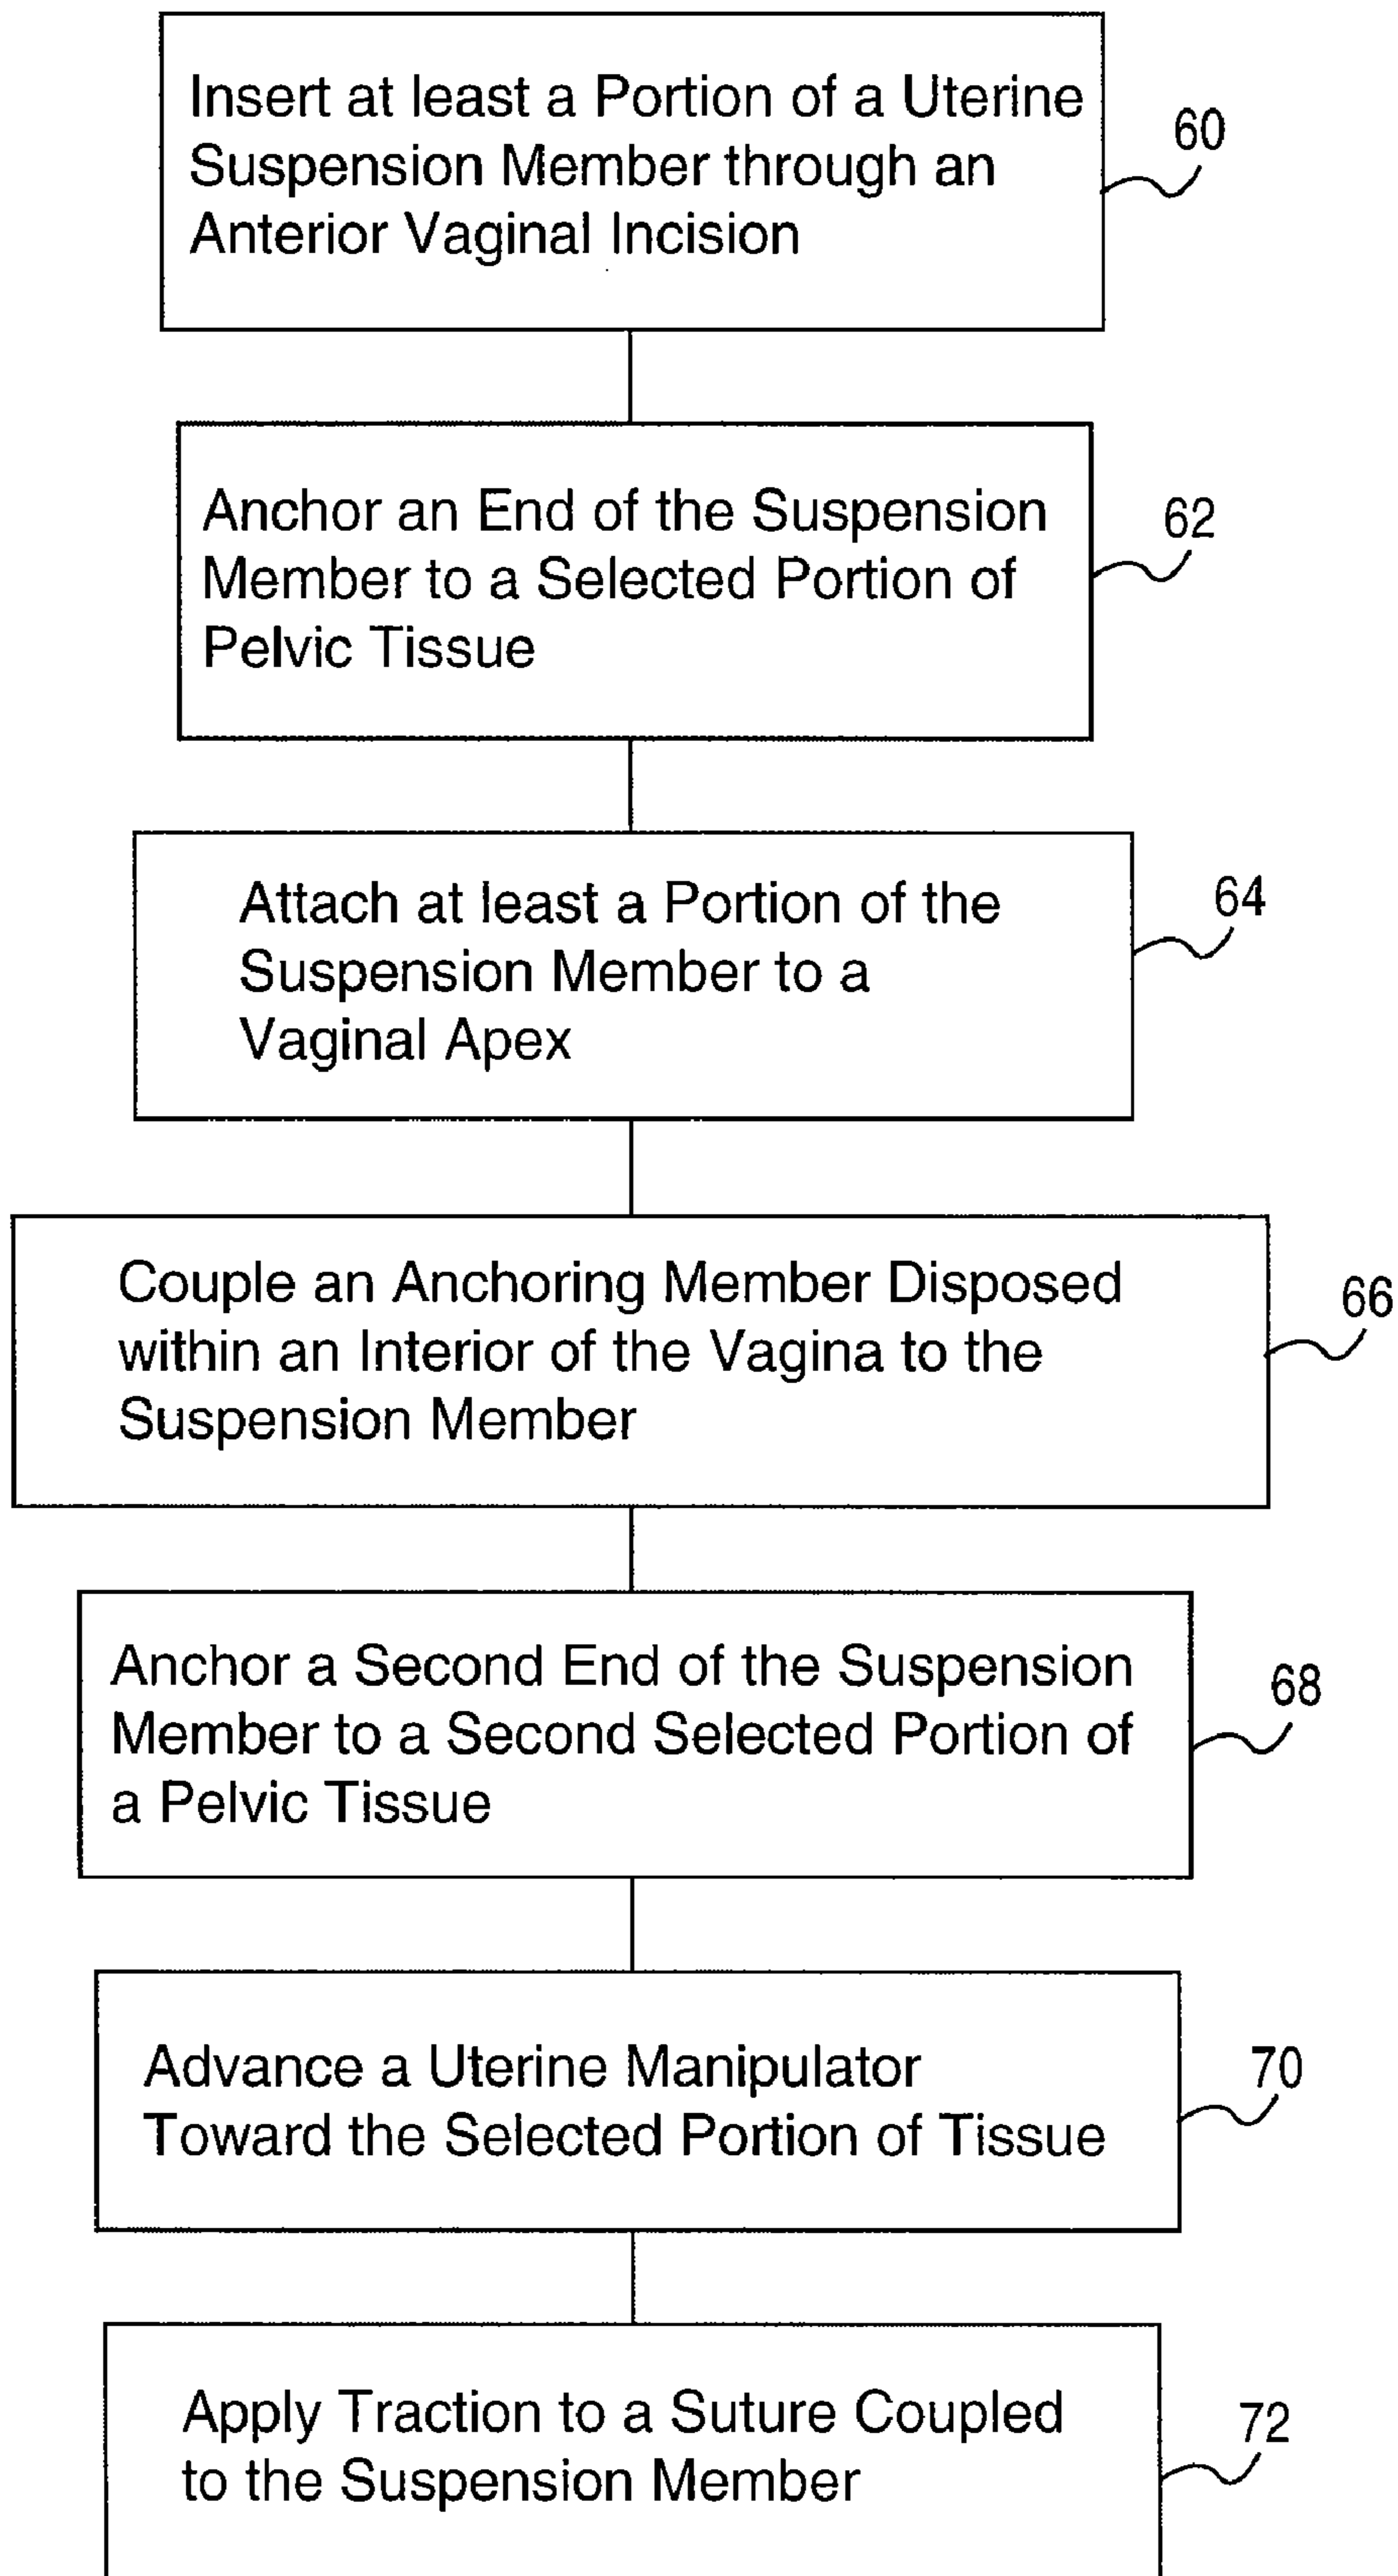 Insert at least a Portion of a Uterine
Suspension Member through an
Anterior Vaginal Incision
60
Anchor an End of the Suspension
Member to a Selected Portion of
Pelvic Tissue
62
Attach at least a Portion of the
Suspension Member to a
Vaginal Apex
64
Couple an Anchoring Member Disposed
within an Interior of the Vagina to the
Suspension Member
66
Anchor a Second End of the Suspension
Member to a Second Selected Portion of
a Pelvic Tissue
68
Advance a Uterine Manipulator
Toward the Selected Portion of Tissue
70
Apply Traction to a Suture Coupled
to the Suspension Member
72